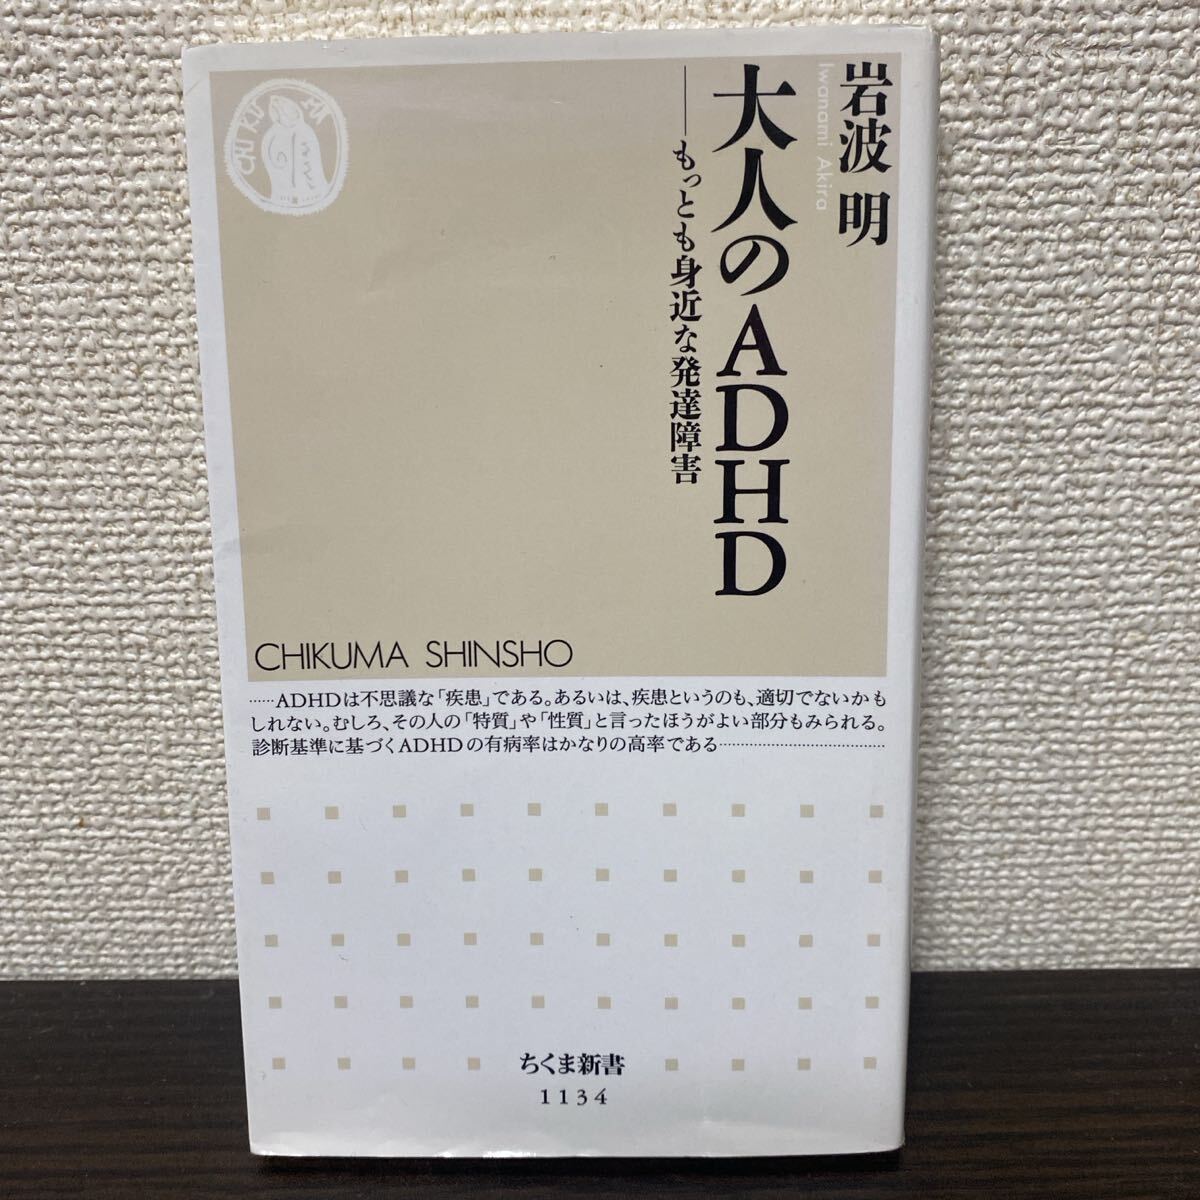 岩波 明
Iwanami Akira
大人のADHD
──もっとも身近な発達障害
CHIKUMA
CHIKUMA SHINSHO
……ADHDは不思議な「疾患」である。あるいは、疾患というのも、適切でないかも
しれない。むしろ、その人の「特質」や「性質」と言ったほうがよい部分もみられる。
診断基準に基づくADHDの有病率はかなりの高率である……………………………
ちくま新書
1134